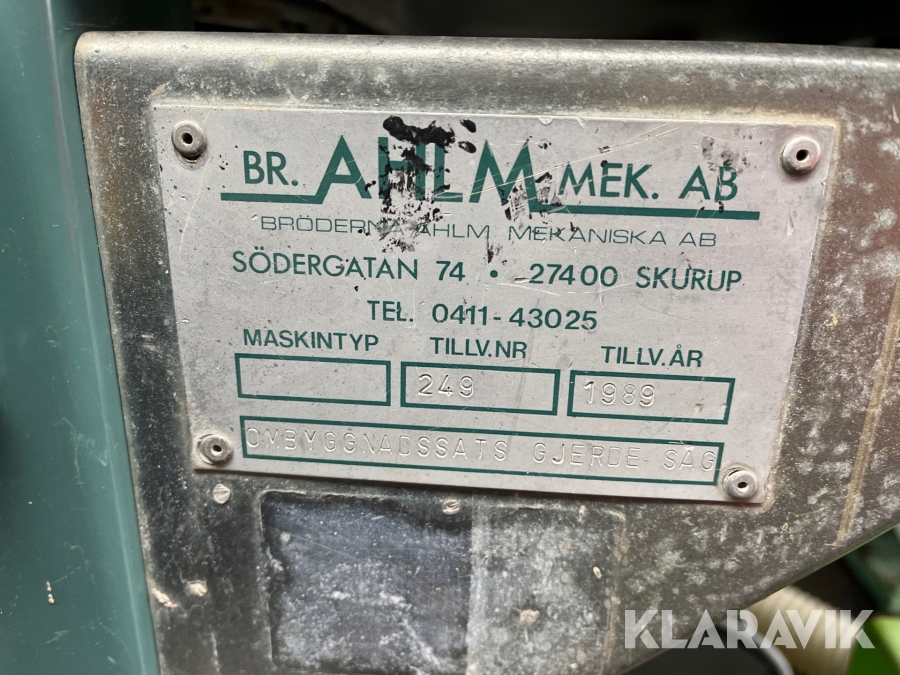 BR. AHLM MEK. AB
BRÖDERNA AHLM MEKANISKA AB
SÖDERGATAN 74 • 27400 SKURUP
TEL. 0411-43025
MASKINTYP TILLV.NR TILLV.ÅR
249 1989
OMBYGGNADSSATS GJERDE SÅG
KLARAVIK